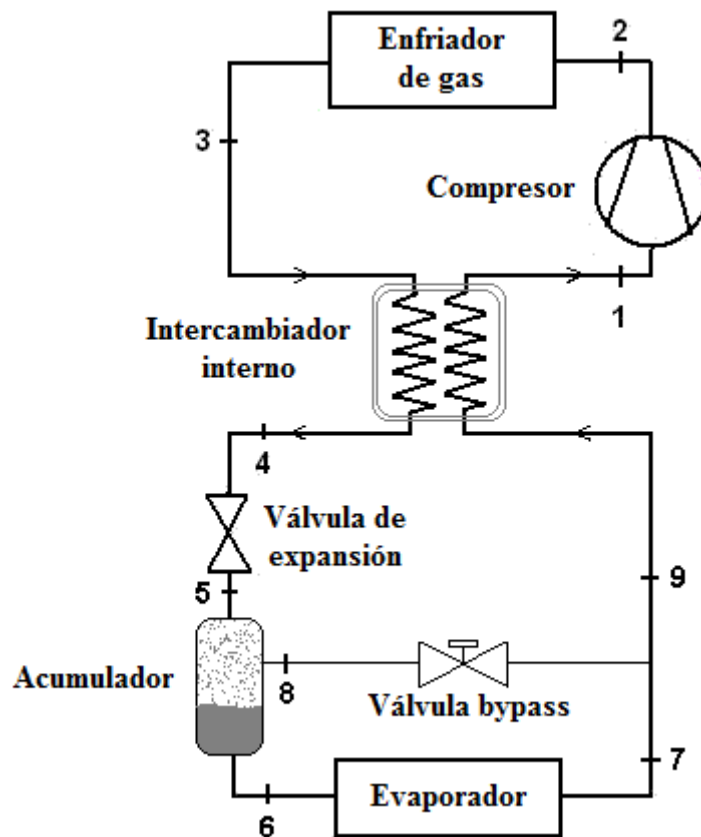 Enfriador
de gas
2
3
Compresor
1
Intercambiador
interno
4
Válvula de
expansión
5
9
Acumulador
8
Válvula bypass
7
Evaporador
6